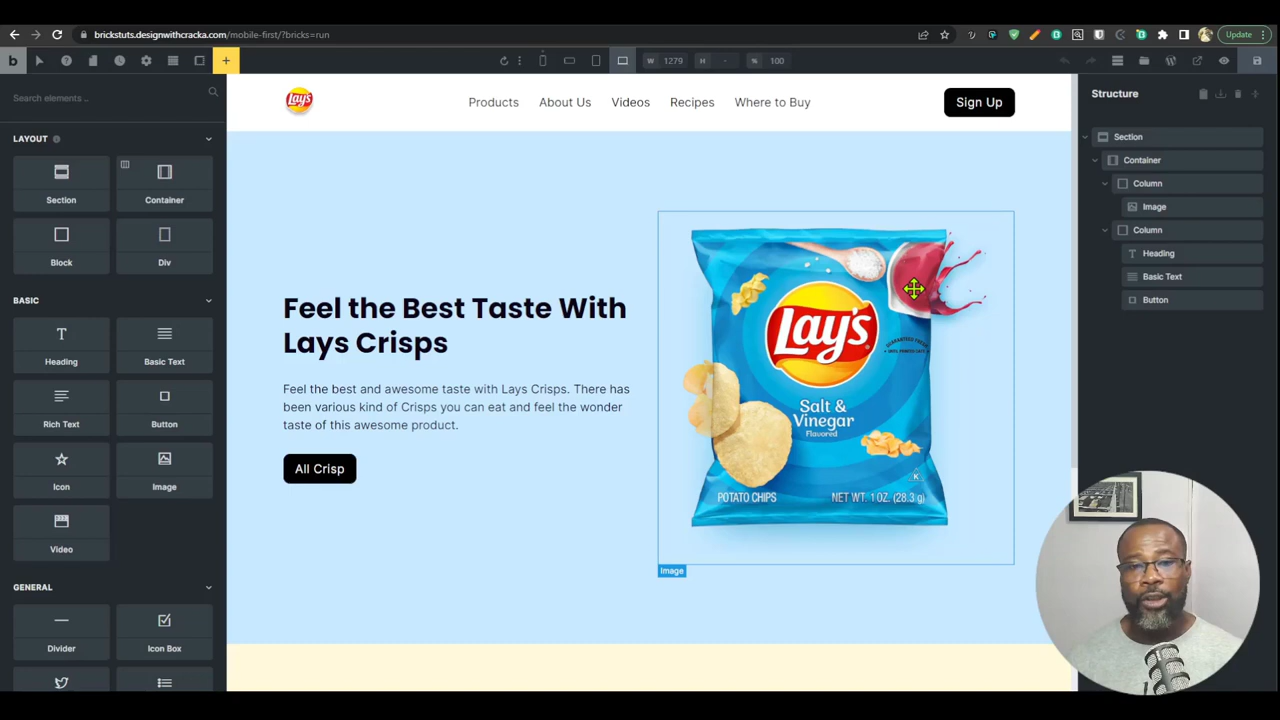 brickstuts.designwithcracka.com/mobile-first/?bricks=run
Update
b
W 1279 H - % 100
Search elements ..
Structure
LAYOUT
Section
Container
Block
Div
BASIC
Heading
Basic Text
Rich Text
Button
Icon
Image
Video
GENERAL
Divider
Icon Box
Lay's
Products
About Us
Videos
Recipes
Where to Buy
Sign Up
Feel the Best Taste With
Lays Crisps
Feel the best and awesome taste with Lays Crisps. There has
been various kind of Crisps you can eat and feel the wonder
taste of this awesome product.
All Crisp
Lay's
GUARANTEED FRESH
Salt &
Vinegar
Flavored
K
POTATO CHIPS
NET WT. 1 OZ. (28.3 g)
Image
Section
Container
Column
Image
Column
Heading
Basic Text
Button